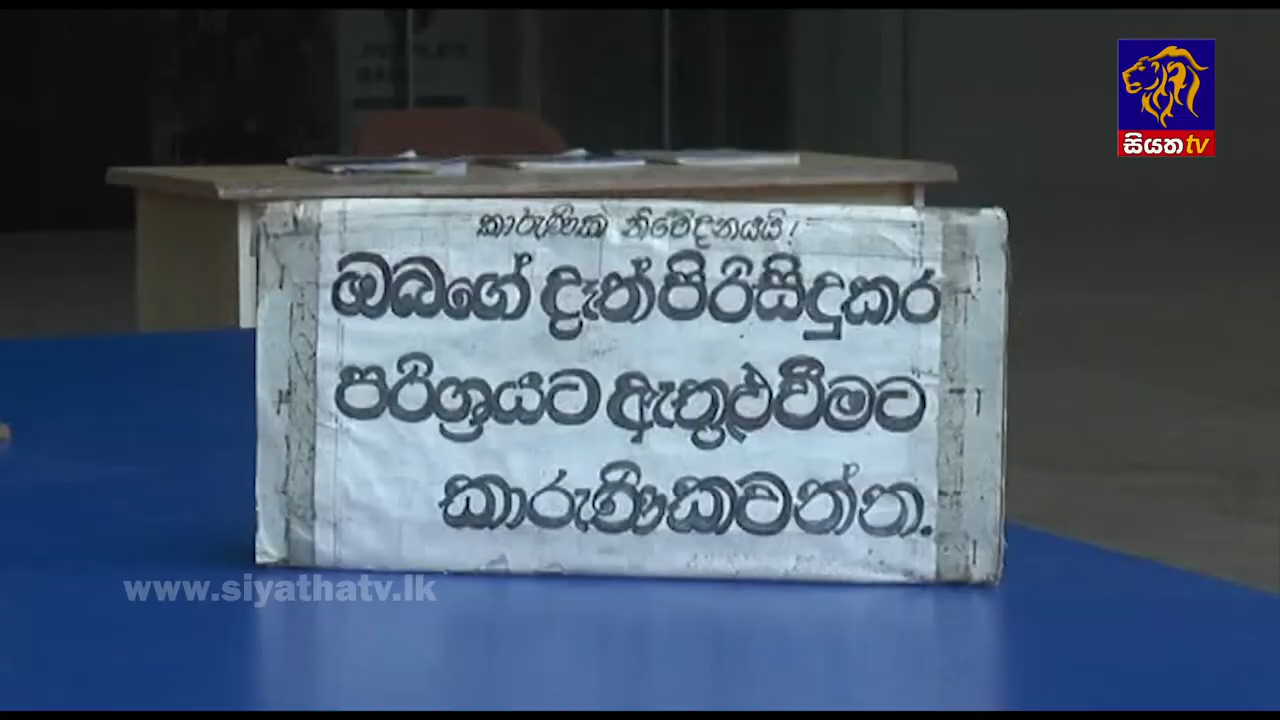 සියත tv
කාරුණික නිවේදනයයි!
ඔබගේ දෑත් පිරිසිදුකර
පරිශ්‍රයට ඇතුළුවීමට
කාරුණිකවන්න.
www.siyathatv.lk